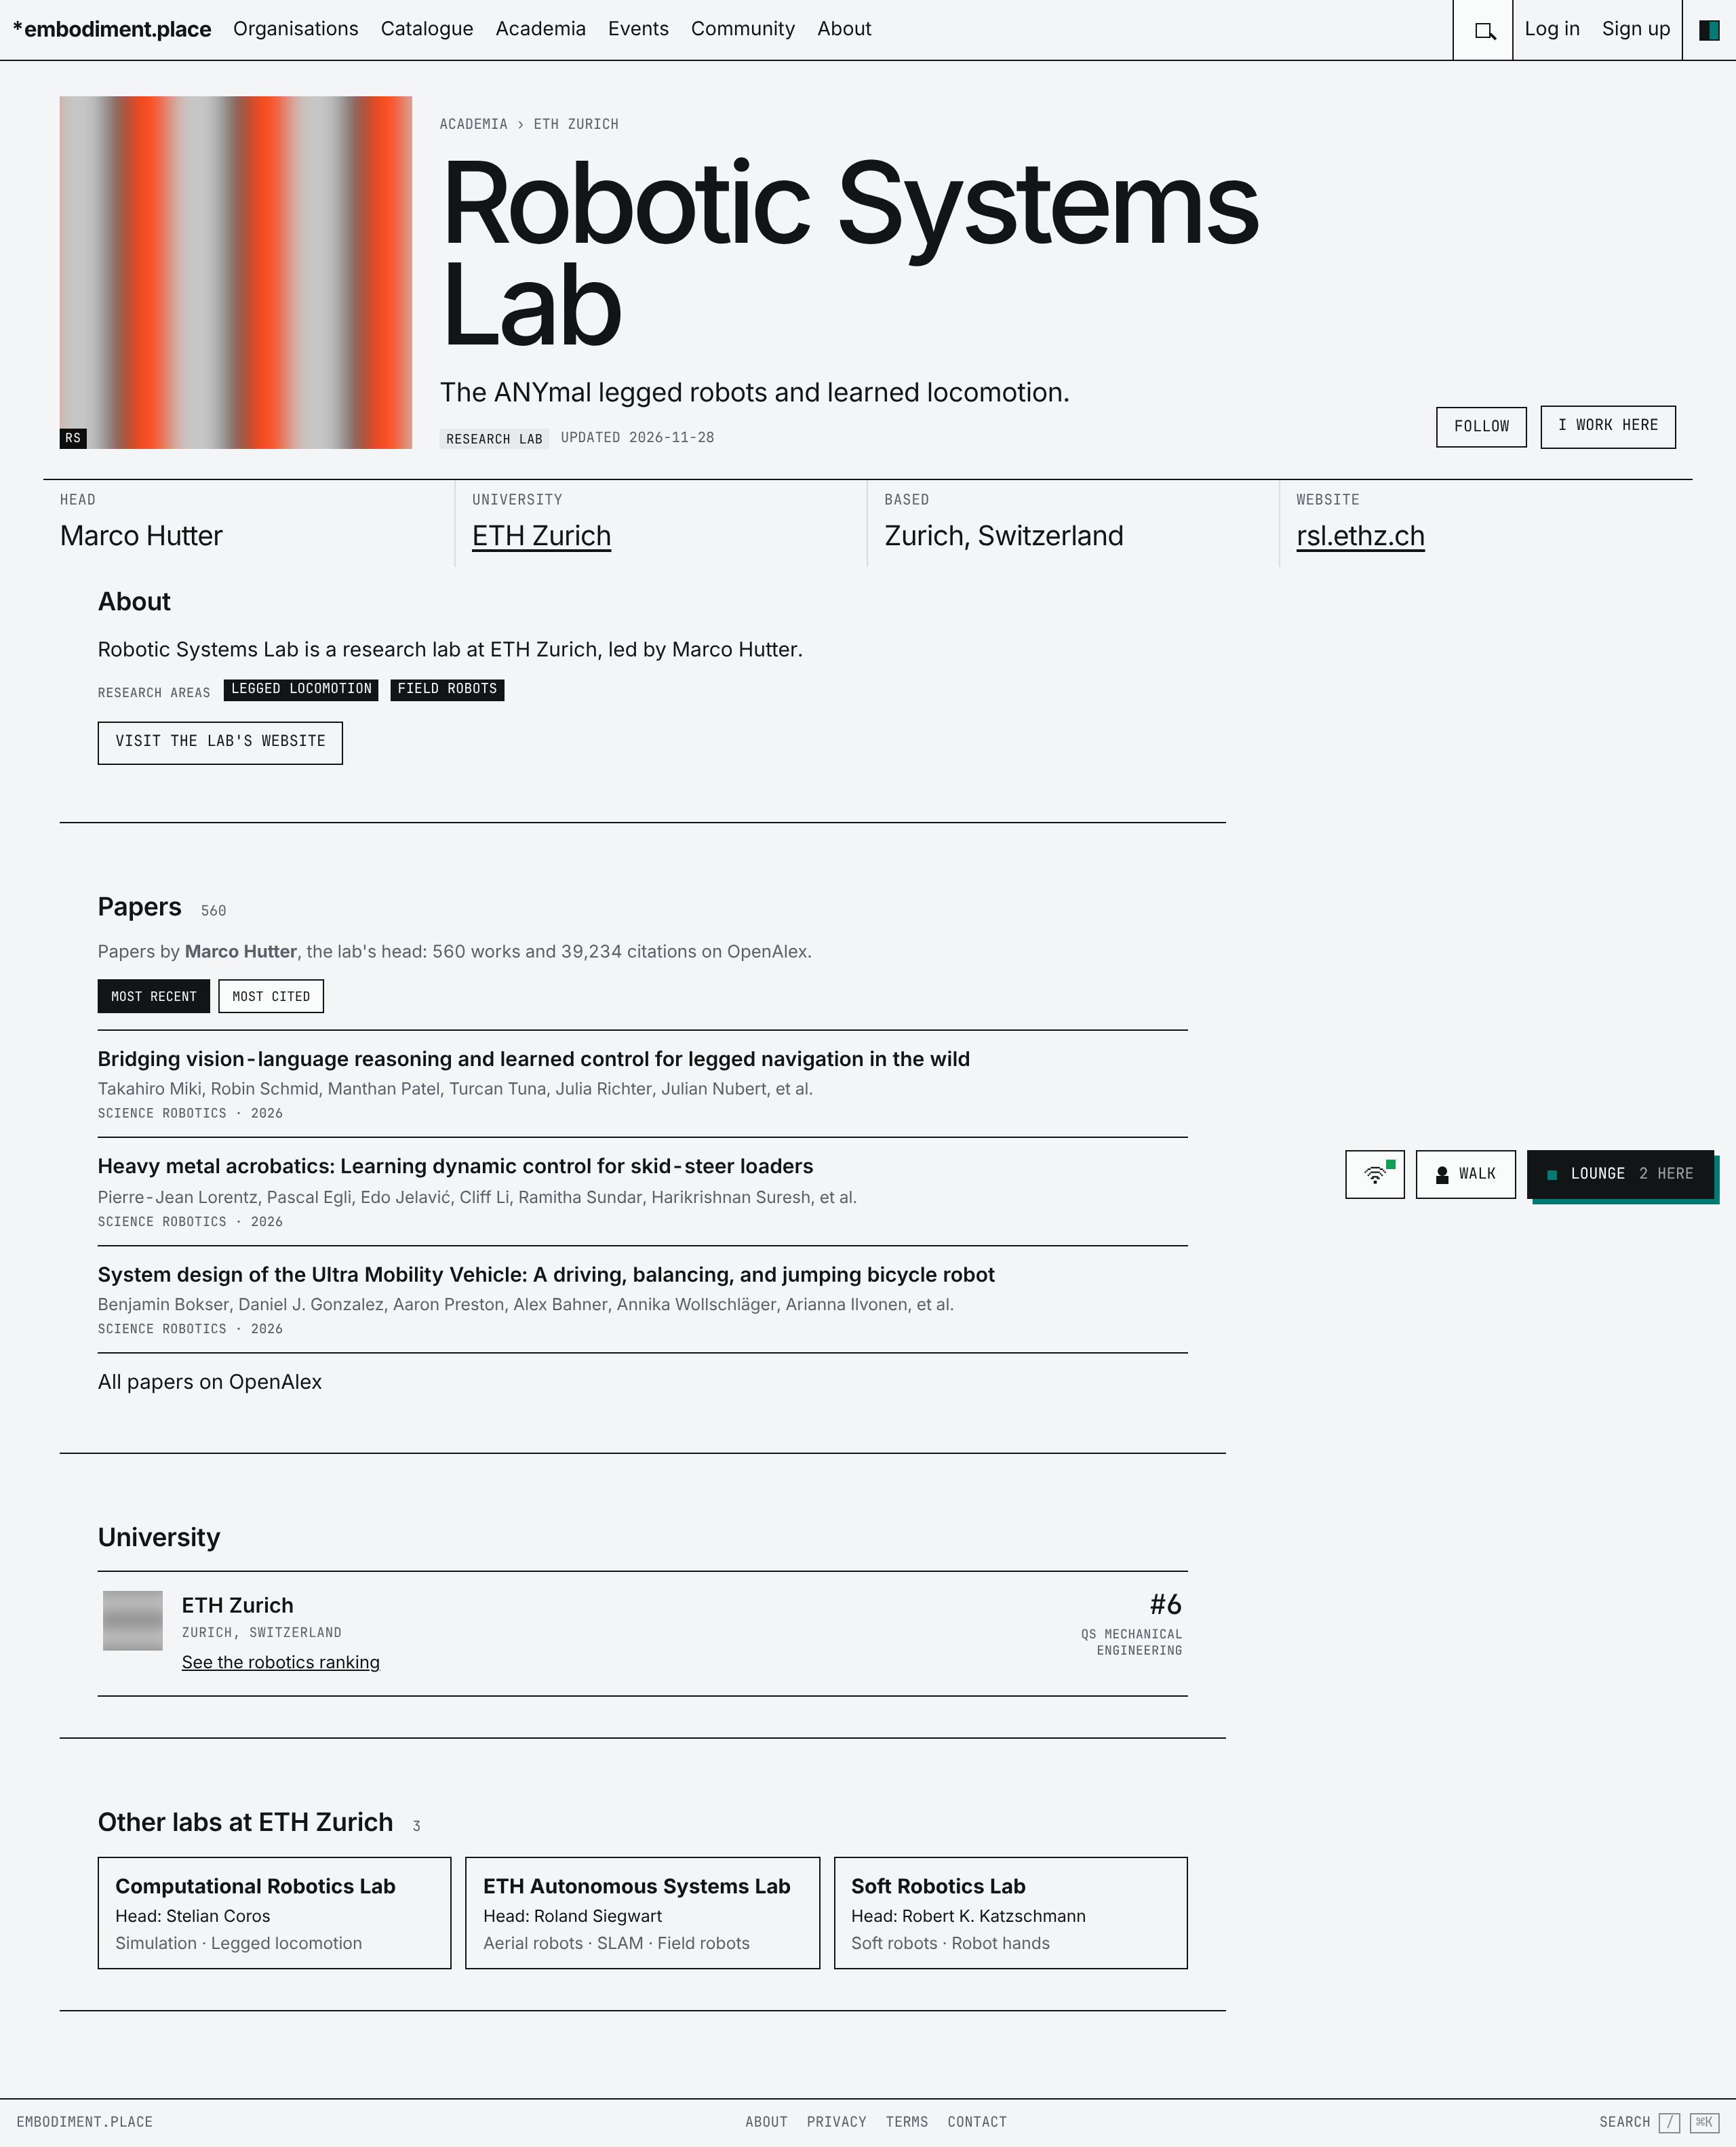 *embodiment.place Organisations Catalogue Academia Events Community About Log in Sign up
ACADEMIA › ETH ZURICH
Robotic Systems
Lab
The ANYmal legged robots and learned locomotion.
RS
RESEARCH LAB UPDATED 2026-11-28
FOLLOW I WORK HERE
HEAD UNIVERSITY BASED WEBSITE
Marco Hutter ETH Zurich Zurich, Switzerland rsl.ethz.ch
About
Robotic Systems Lab is a research lab at ETH Zurich, led by Marco Hutter.
RESEARCH AREAS LEGGED LOCOMOTION FIELD ROBOTS
VISIT THE LAB'S WEBSITE
Papers 560
Papers by Marco Hutter, the lab's head: 560 works and 39,234 citations on OpenAlex.
MOST RECENT MOST CITED
Bridging vision-language reasoning and learned control for legged navigation in the wild
Takahiro Miki, Robin Schmid, Manthan Patel, Turcan Tuna, Julia Richter, Julian Nubert, et al.
SCIENCE ROBOTICS · 2026
Heavy metal acrobatics: Learning dynamic control for skid-steer loaders
WALK LOUNGE 2 HERE
Pierre-Jean Lorentz, Pascal Egli, Edo Jelavić, Cliff Li, Ramitha Sundar, Harikrishnan Suresh, et al.
SCIENCE ROBOTICS · 2026
System design of the Ultra Mobility Vehicle: A driving, balancing, and jumping bicycle robot
Benjamin Bokser, Daniel J. Gonzalez, Aaron Preston, Alex Bahner, Annika Wollschläger, Arianna Ilvonen, et al.
SCIENCE ROBOTICS · 2026
All papers on OpenAlex
University
ETH Zurich
ZURICH, SWITZERLAND
See the robotics ranking
#6
QS MECHANICAL
ENGINEERING
Other labs at ETH Zurich 3
Computational Robotics Lab
Head: Stelian Coros
Simulation · Legged locomotion
ETH Autonomous Systems Lab
Head: Roland Siegwart
Aerial robots · SLAM · Field robots
Soft Robotics Lab
Head: Robert K. Katzschmann
Soft robots · Robot hands
EMBODIMENT.PLACE ABOUT PRIVACY TERMS CONTACT SEARCH / ⌘K